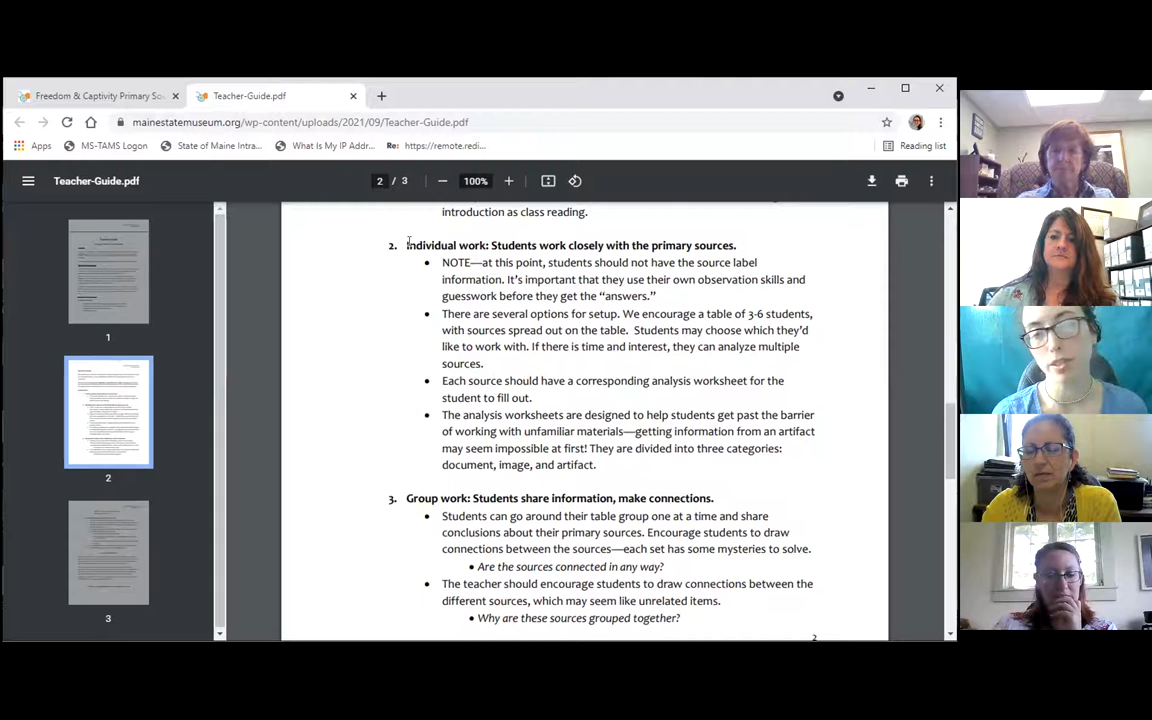 Freedom & Captivity Primary So
Teacher-Guide.pdf
mainestatemuseum.org/wp-content/uploads/2021/09/Teacher-Guide.pdf
Apps MS-TAMS Logon State of Maine Intra... What Is My IP Addr... Re: https://remote.redi... Reading list
Teacher-Guide.pdf 2 / 3 100%
1
2
3
introduction as class reading.
2. Individual work: Students work closely with the primary sources.
• NOTE—at this point, students should not have the source label
information. It's important that they use their own observation skills and
guesswork before they get the “answers.”
• There are several options for setup. We encourage a table of 3-6 students,
with sources spread out on the table. Students may choose which they'd
like to work with. If there is time and interest, they can analyze multiple
sources.
• Each source should have a corresponding analysis worksheet for the
student to fill out.
• The analysis worksheets are designed to help students get past the barrier
of working with unfamiliar materials—getting information from an artifact
may seem impossible at first! They are divided into three categories:
document, image, and artifact.
3. Group work: Students share information, make connections.
• Students can go around their table group one at a time and share
conclusions about their primary sources. Encourage students to draw
connections between the sources—each set has some mysteries to solve.
• Are the sources connected in any way?
• The teacher should encourage students to draw connections between the
different sources, which may seem like unrelated items.
• Why are these sources grouped together?
2